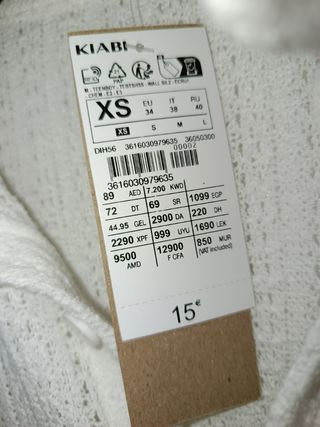 KIABI
PAP
XS
EU IT RU
34 38 40
XS S M L
DIH56 3616030979635 36050300
00002
3616030979635
89 AED 7.200 KWD
72 DT 69 SR 1099 EGP
44.95 GEL 2900 DA 220 DH
2290 XPF 999 UYU 1690 LEK
9500 AMD 12900 F CFA 850 MUR
(VAT included)
15€